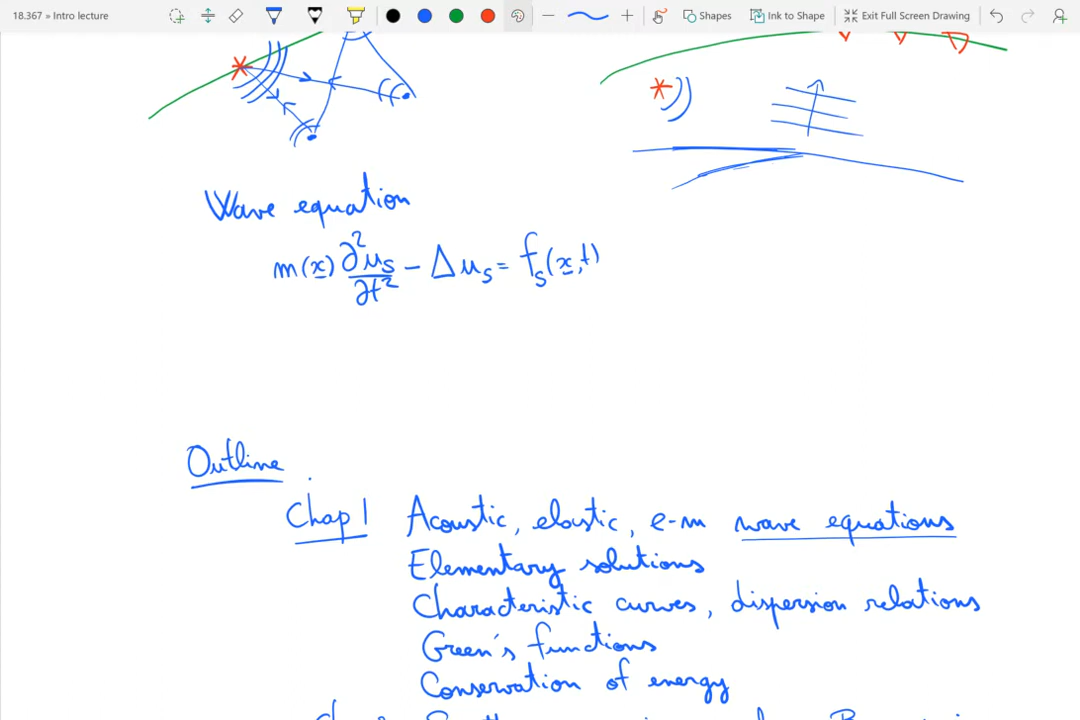 18.367 » Intro lecture
Shapes
Ink to Shape
Exit Full Screen Drawing
Wave equation
m(x) ∂²u_s/∂t² − Δu_s = f_s(x,t)
Outline
Chap 1 Acoustic, elastic, e-m wave equations
Elementary solutions
Characteristic curves, dispersion relations
Green's functions
Conservation of energy